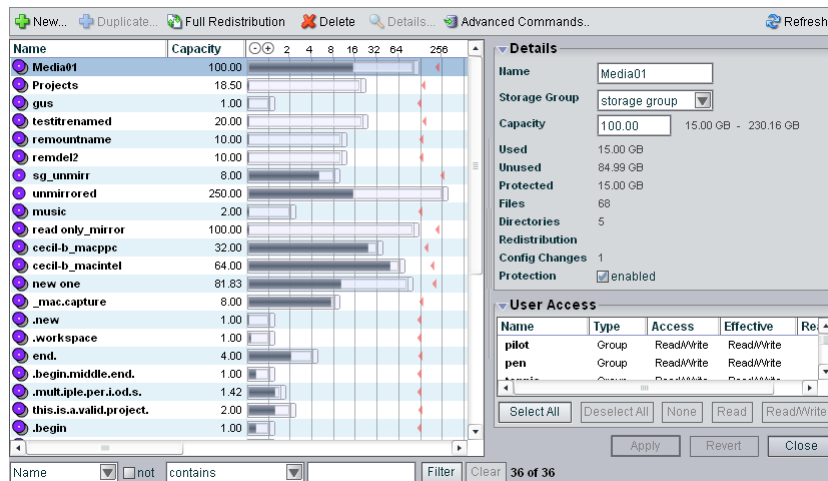 New... Duplicate... Full Redistribution Delete Details... Advanced Commands.. Refresh
Name Capacity 2 4 8 16 32 64 256
Media01 100.00
Projects 18.50
gus 1.00
testitrenamed 20.00
remountname 10.00
remdel2 10.00
sg_unmirr 8.00
unmirrored 250.00
music 2.00
read only_mirror 100.00
cecil-b_macppc 32.00
cecil-b_macintel 64.00
new one 81.83
_mac.capture 8.00
.new 1.00
.workspace 1.00
end. 4.00
.begin.middle.end. 1.00
.mult.iple.per.i.od.s. 1.42
this.is.a.valid.project. 2.00
.begin 1.00
Details
Name Media01
Storage Group storage group
Capacity 100.00 15.00 GB - 230.16 GB
Used 15.00 GB
Unused 84.99 GB
Protected 15.00 GB
Files 68
Directories 5
Redistribution
Config Changes 1
Protection enabled
User Access
Name Type Access Effective
pilot Group Read/Write Read/Write
pen Group Read/Write Read/Write
Select All Deselect All None Read Read/Write
Apply Revert Close
Name not contains Filter Clear 36 of 36